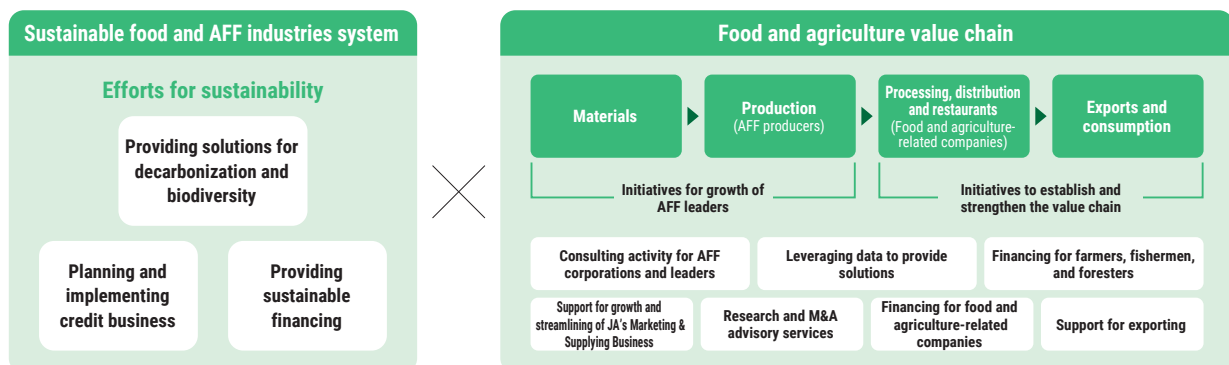 Sustainable food and AFF industries system
Efforts for sustainability
Providing solutions for
decarbonization and
biodiversity
Planning and
implementing
credit business
Providing
sustainable
financing
Food and agriculture value chain
Materials
Production
(AFF producers)
Processing, distribution
and restaurants
(Food and agriculture-
related companies)
Exports and
consumption
Initiatives for growth of
AFF leaders
Initiatives to establish and
strengthen the value chain
Consulting activity for AFF
corporations and leaders
Leveraging data to provide
solutions
Financing for farmers, fishermen,
and foresters
Support for growth and
streamlining of JA's Marketing &
Supplying Business
Research and M&A
advisory services
Financing for food and
agriculture-related
companies
Support for exporting